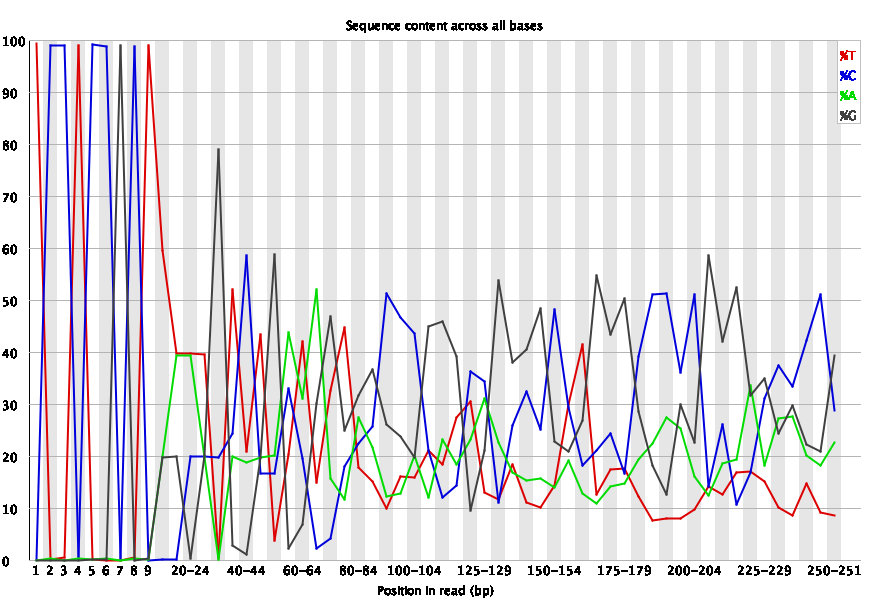 Sequence content across all bases
100
90
80
70
60
50
40
30
20
10
0
%T
%C
%A
%G
1 2 3 4 5 6 7 8 9 20-24 40-44 60-64 80-84 100-104 125-129 150-154 175-179 200-204 225-229 250-251
Position in read (bp)